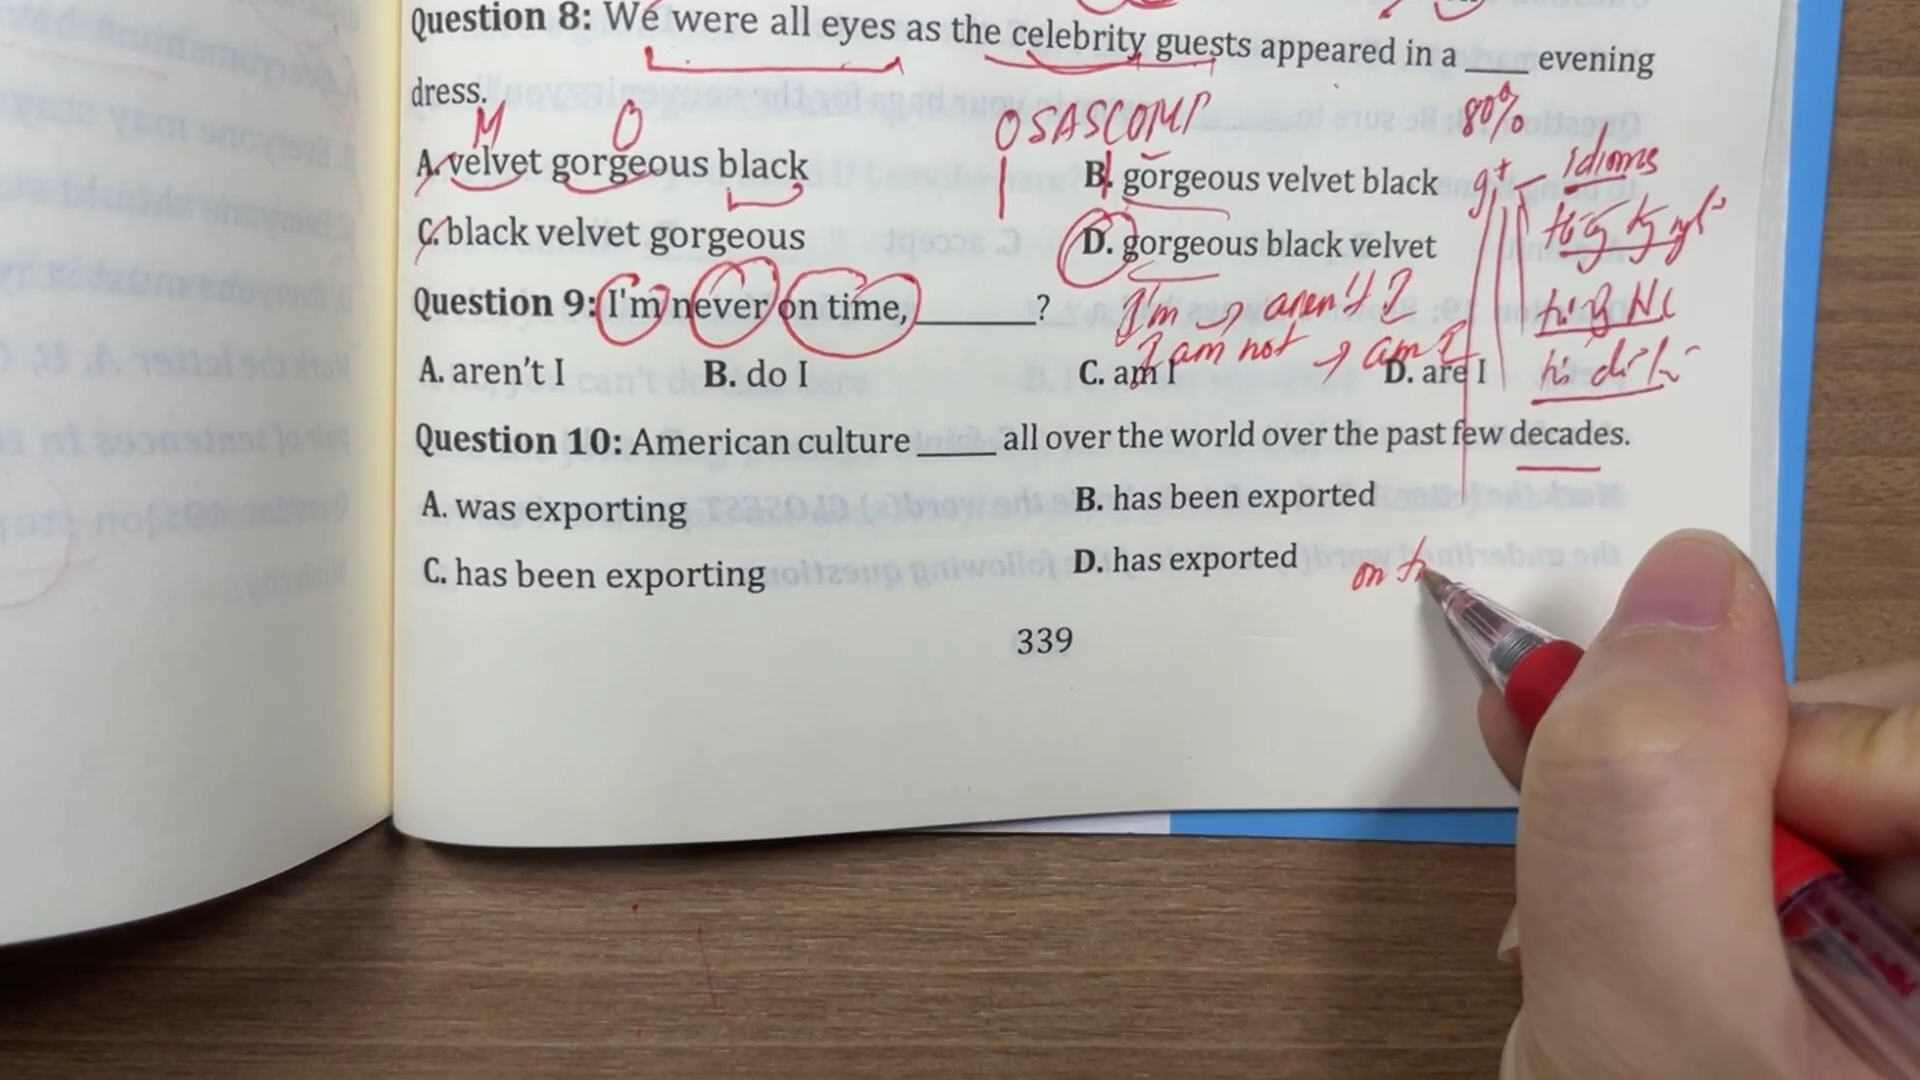 Question 8: We were all eyes as the celebrity guests appeared in a ____ evening
dress.
M O OSASCOMP 80%
A. velvet gorgeous black B. gorgeous velvet black
g+ idioms
C. black velvet gorgeous D. gorgeous black velvet
Question 9: I'm never on time, _______?
I'm → aren't I
I am not → am I
A. aren't I B. do I C. am I D. are I
Question 10: American culture ____ all over the world over the past few decades.
A. was exporting B. has been exported
C. has been exporting D. has exported
on
339